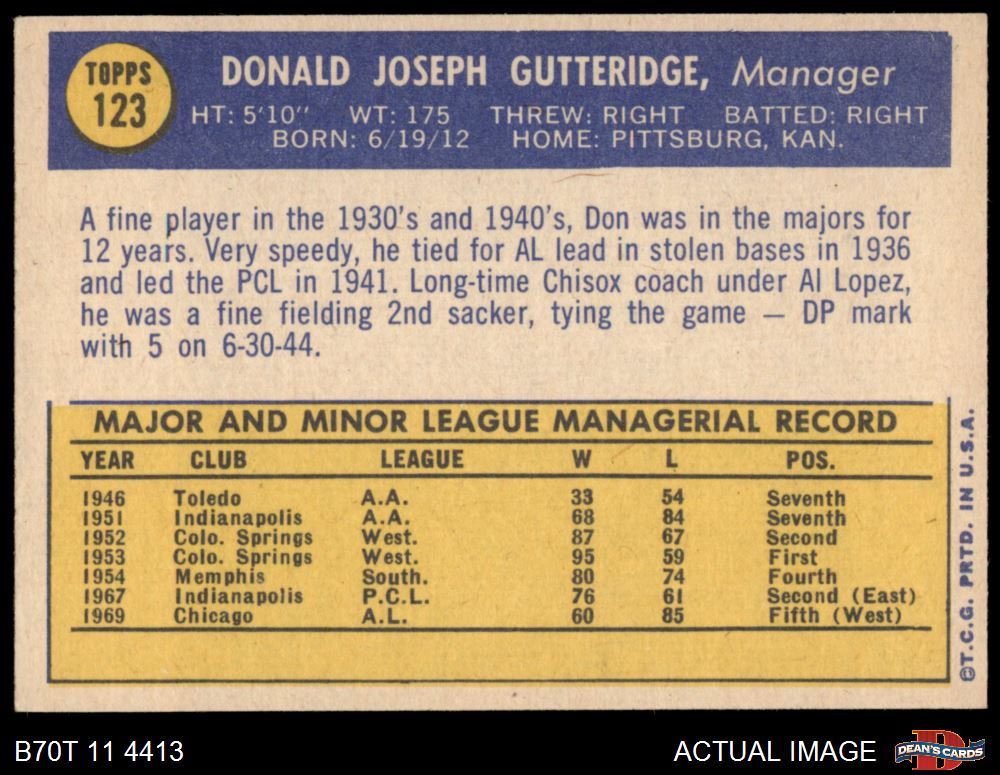 TOPPS
123
DONALD JOSEPH GUTTERIDGE, Manager
HT: 5'10" WT: 175 THREW: RIGHT BATTED: RIGHT
BORN: 6/19/12 HOME: PITTSBURG, KAN.
A fine player in the 1930's and 1940's, Don was in the majors for
12 years. Very speedy, he tied for AL lead in stolen bases in 1936
and led the PCL in 1941. Long-time Chisox coach under Al Lopez,
he was a fine fielding 2nd sacker, tying the game — DP mark
with 5 on 6-30-44.
MAJOR AND MINOR LEAGUE MANAGERIAL RECORD
YEAR CLUB LEAGUE W L POS.
1946 Toledo A.A. 33 54 Seventh
1951 Indianapolis A.A. 68 84 Seventh
1952 Colo. Springs West. 87 67 Second
1953 Colo. Springs West. 95 59 First
1954 Memphis South. 80 74 Fourth
1967 Indianapolis P.C.L. 76 61 Second (East)
1969 Chicago A.L. 60 85 Fifth (West)
©T.C.G. PRTD. IN U.S.A.
B70T 11 4413
ACTUAL IMAGE
DEAN'S CARDS